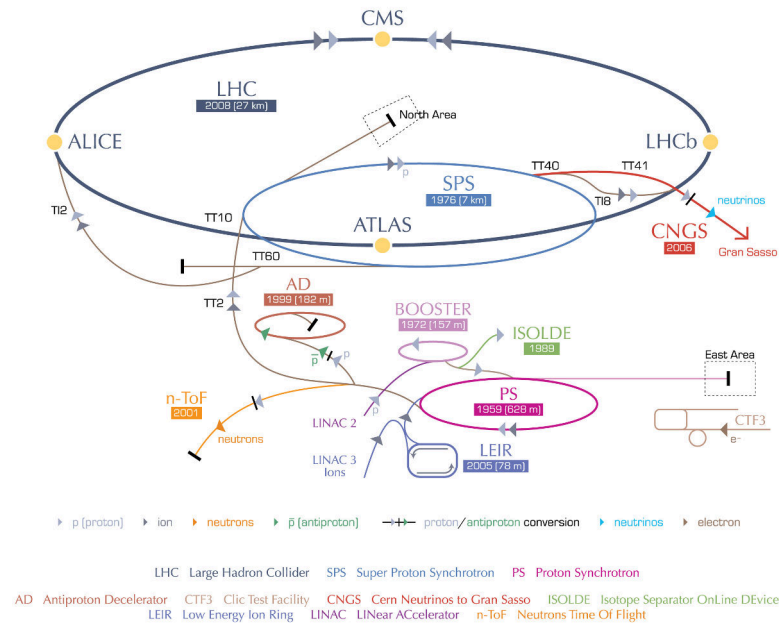 CMS
LHC
2008 (27 km)
North Area
ALICE
LHCb
TT40
TT41
SPS
1976 (7 km)
p
TI8
TI2
TT10
neutrinos
ATLAS
CNGS
2006
Gran Sasso
TT60
AD
1999 (182 m)
TT2
BOOSTER
1972 (157 m)
ISOLDE
1989
p̅
p
East Area
n-ToF
2001
PS
1959 (628 m)
p
LINAC 2
neutrons
CTF3
e-
LINAC 3
Ions
LEIR
2005 (78 m)
p (proton) ion neutrons p̅ (antiproton) proton/antiproton conversion neutrinos electron
LHC Large Hadron Collider SPS Super Proton Synchrotron PS Proton Synchrotron
AD Antiproton Decelerator CTF3 Clic Test Facility CNGS Cern Neutrinos to Gran Sasso ISOLDE Isotope Separator OnLine DEvice
LEIR Low Energy Ion Ring LINAC LINear ACcelerator n-ToF Neutrons Time Of Flight